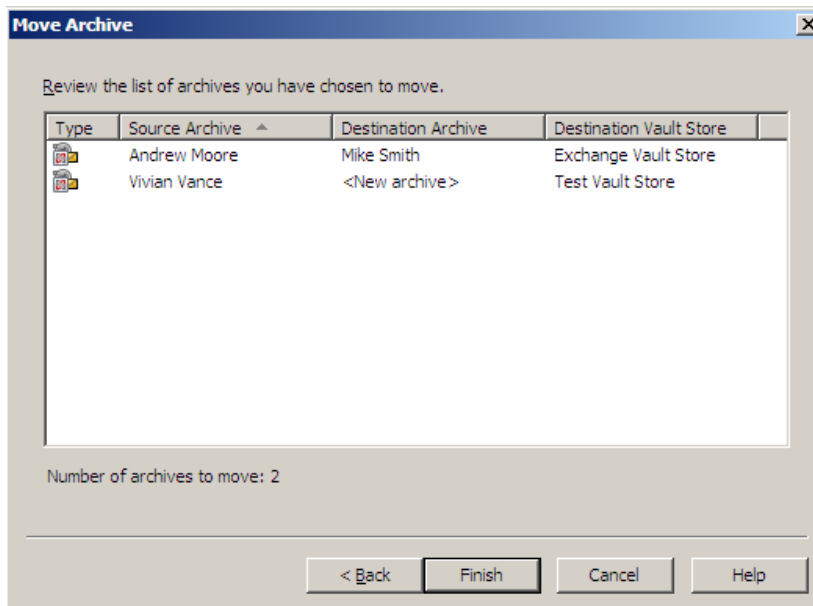 Move Archive
Review the list of archives you have chosen to move.
Type Source Archive Destination Archive Destination Vault Store
Andrew Moore Mike Smith Exchange Vault Store
Vivian Vance <New archive> Test Vault Store
Number of archives to move: 2
< Back Finish Cancel Help